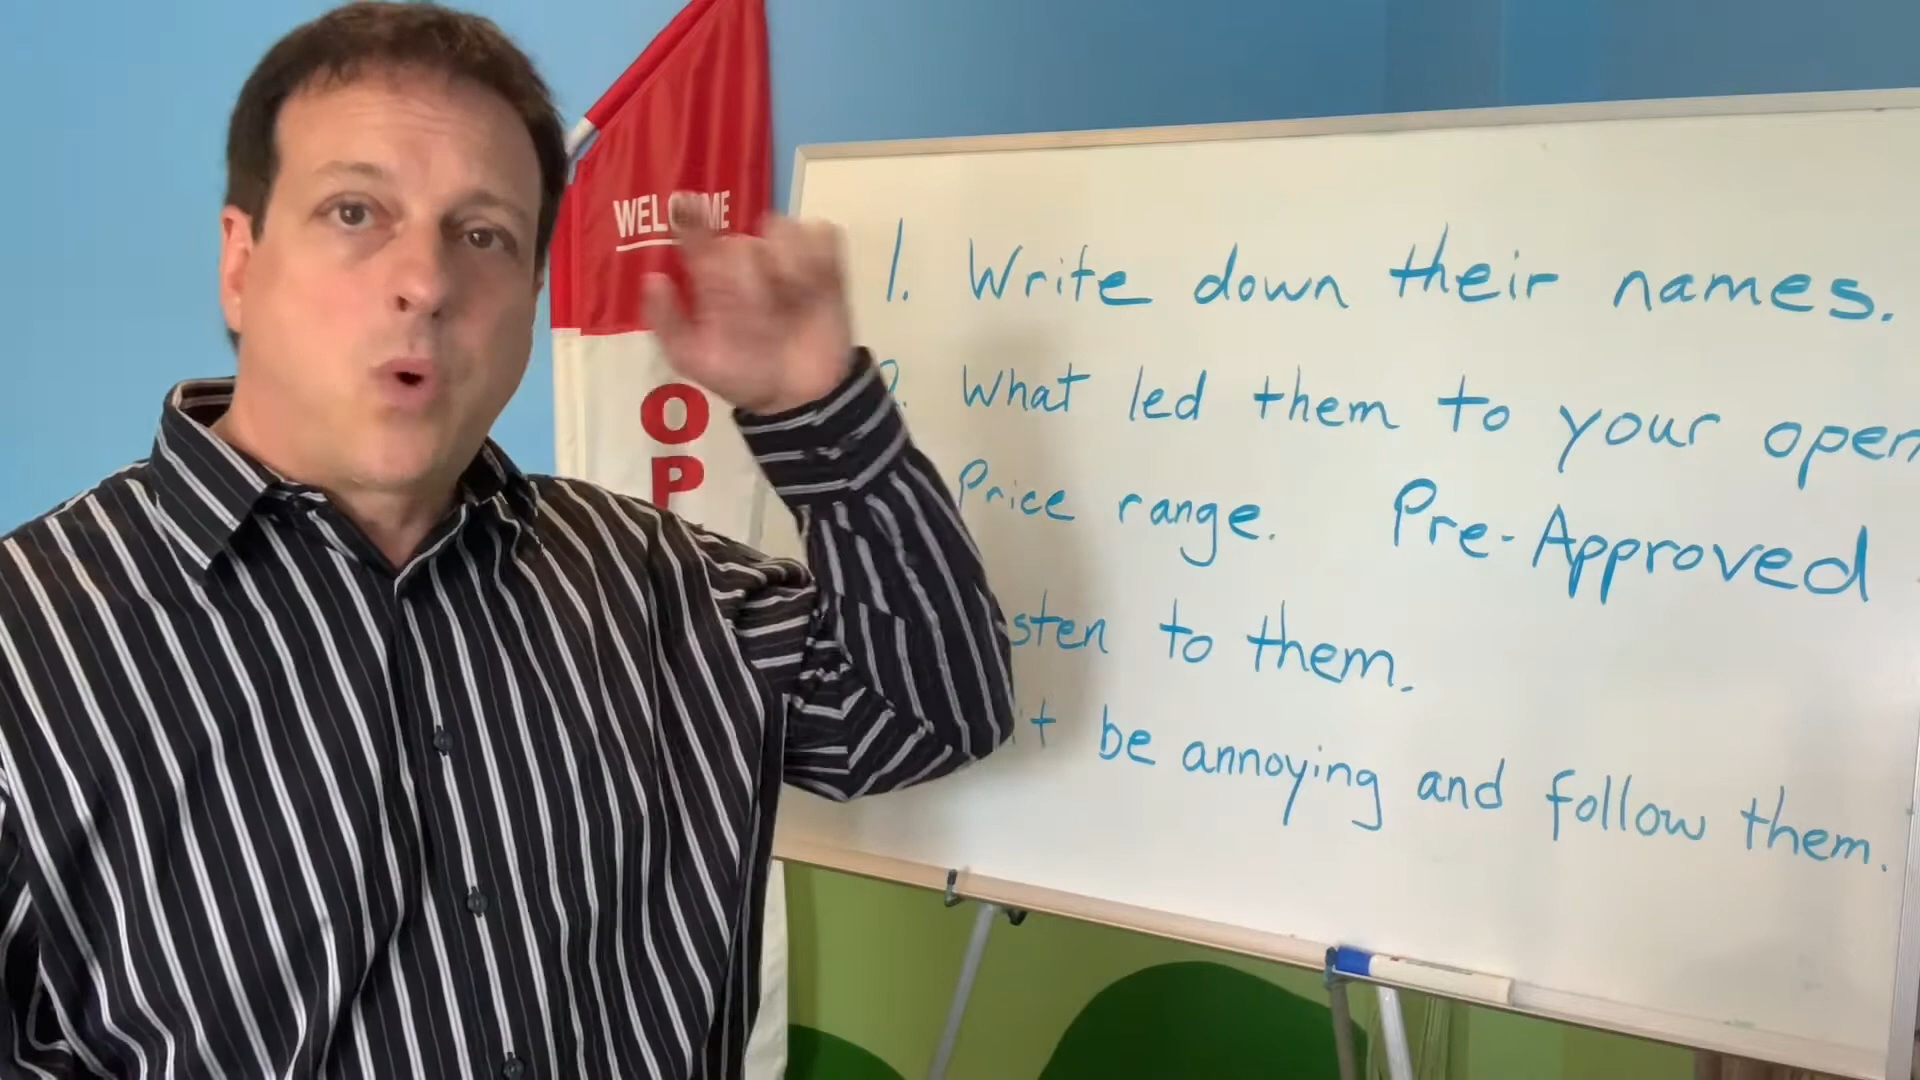 WELCOME
O
P
1. Write down their names.
2. What led them to your open
Price range. Pre-Approved
sten to them.
't be annoying and follow them.